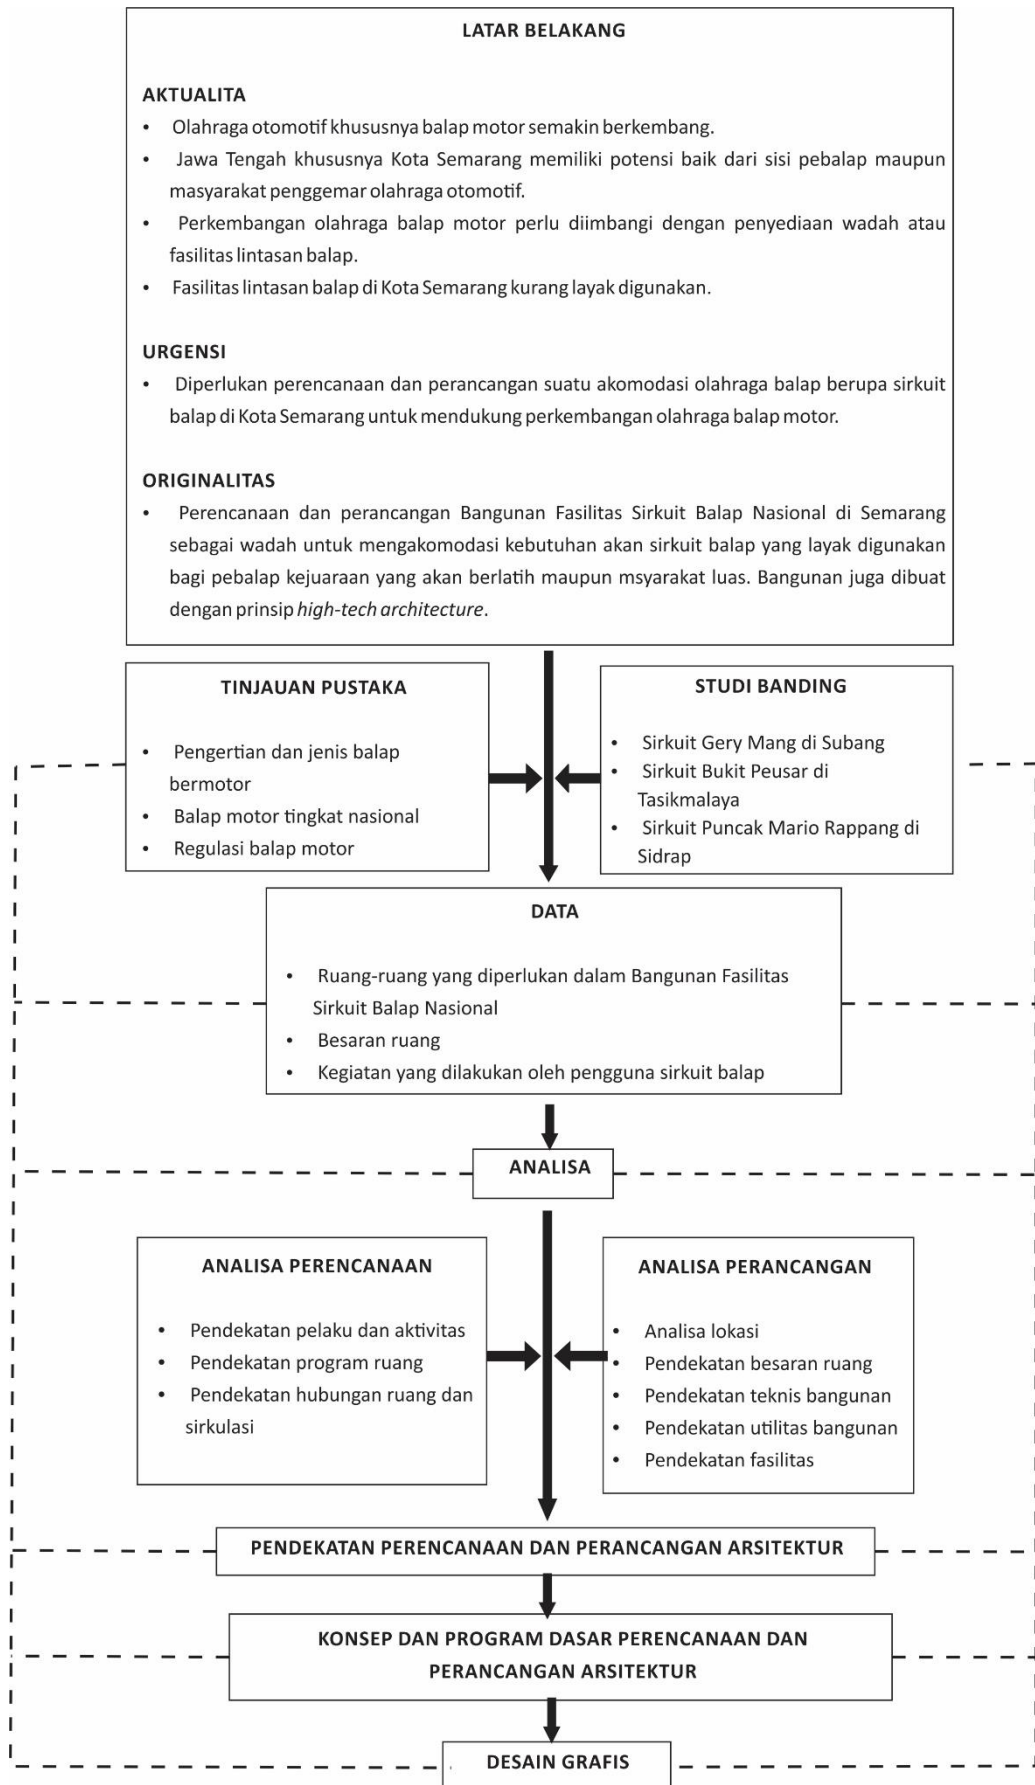 LATAR BELAKANG
AKTUALITA
• Olahraga otomotif khususnya balap motor semakin berkembang.
• Jawa Tengah khususnya Kota Semarang memiliki potensi baik dari sisi pebalap maupun
masyarakat penggemar olahraga otomotif.
• Perkembangan olahraga balap motor perlu diimbangi dengan penyediaan wadah atau
fasilitas lintasan balap.
• Fasilitas lintasan balap di Kota Semarang kurang layak digunakan.
URGENSI
• Diperlukan perencanaan dan perancangan suatu akomodasi olahraga balap berupa sirkuit
balap di Kota Semarang untuk mendukung perkembangan olahraga balap motor.
ORIGINALITAS
• Perencanaan dan perancangan Bangunan Fasilitas Sirkuit Balap Nasional di Semarang
sebagai wadah untuk mengakomodasi kebutuhan akan sirkuit balap yang layak digunakan
bagi pebalap kejuaraan yang akan berlatih maupun msyarakat luas. Bangunan juga dibuat
dengan prinsip high-tech architecture.
TINJAUAN PUSTAKA
• Pengertian dan jenis balap
bermotor
• Balap motor tingkat nasional
• Regulasi balap motor
STUDI BANDING
• Sirkuit Gery Mang di Subang
• Sirkuit Bukit Peusar di
Tasikmalaya
• Sirkuit Puncak Mario Rappang di
Sidrap
DATA
• Ruang-ruang yang diperlukan dalam Bangunan Fasilitas
Sirkuit Balap Nasional
• Besaran ruang
• Kegiatan yang dilakukan oleh pengguna sirkuit balap
ANALISA
ANALISA PERENCANAAN
• Pendekatan pelaku dan aktivitas
• Pendekatan program ruang
• Pendekatan hubungan ruang dan
sirkulasi
ANALISA PERANCANGAN
• Analisa lokasi
• Pendekatan besaran ruang
• Pendekatan teknis bangunan
• Pendekatan utilitas bangunan
• Pendekatan fasilitas
PENDEKATAN PERENCANAAN DAN PERANCANGAN ARSITEKTUR
KONSEP DAN PROGRAM DASAR PERENCANAAN DAN
PERANCANGAN ARSITEKTUR
DESAIN GRAFIS